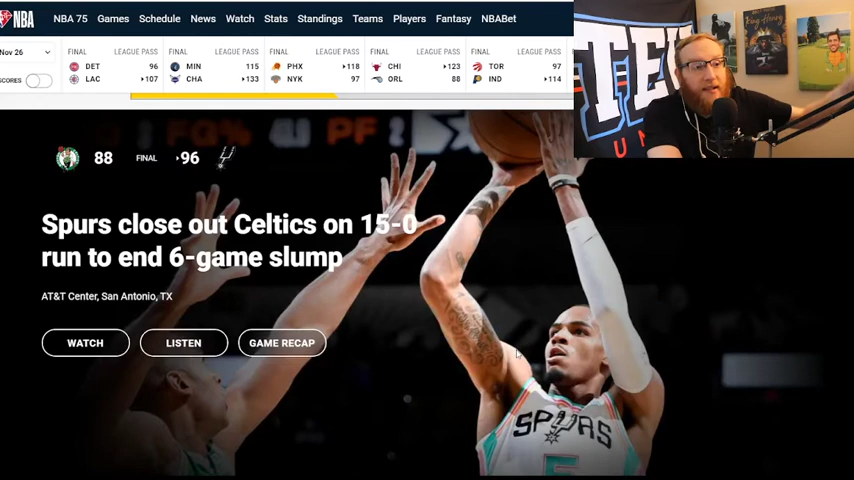 NBA NBA 75 Games Schedule News Watch Stats Standings Teams Players Fantasy NBABet
Nov 26
SCORES
FINAL LEAGUE PASS
DET 96
LAC 107
FINAL LEAGUE PASS
MIN 115
CHA 133
FINAL LEAGUE PASS
PHX 118
NYK 97
FINAL LEAGUE PASS
CHI 123
ORL 88
FINAL LEAGUE PASS
TOR 97
IND 114
88 FINAL 96
FG% PF 2
Spurs close out Celtics on 15-0
run to end 6-game slump
AT&T Center, San Antonio, TX
WATCH LISTEN GAME RECAP
SPURS
5